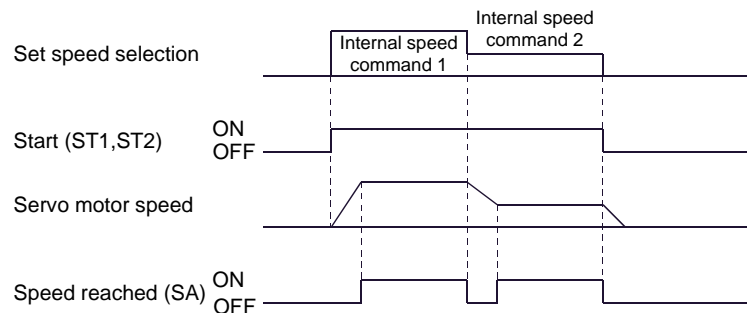 Set speed selection
Internal speed
command 1
Internal speed
command 2
Start (ST1,ST2)
ON
OFF
Servo motor speed
Speed reached (SA)
ON
OFF